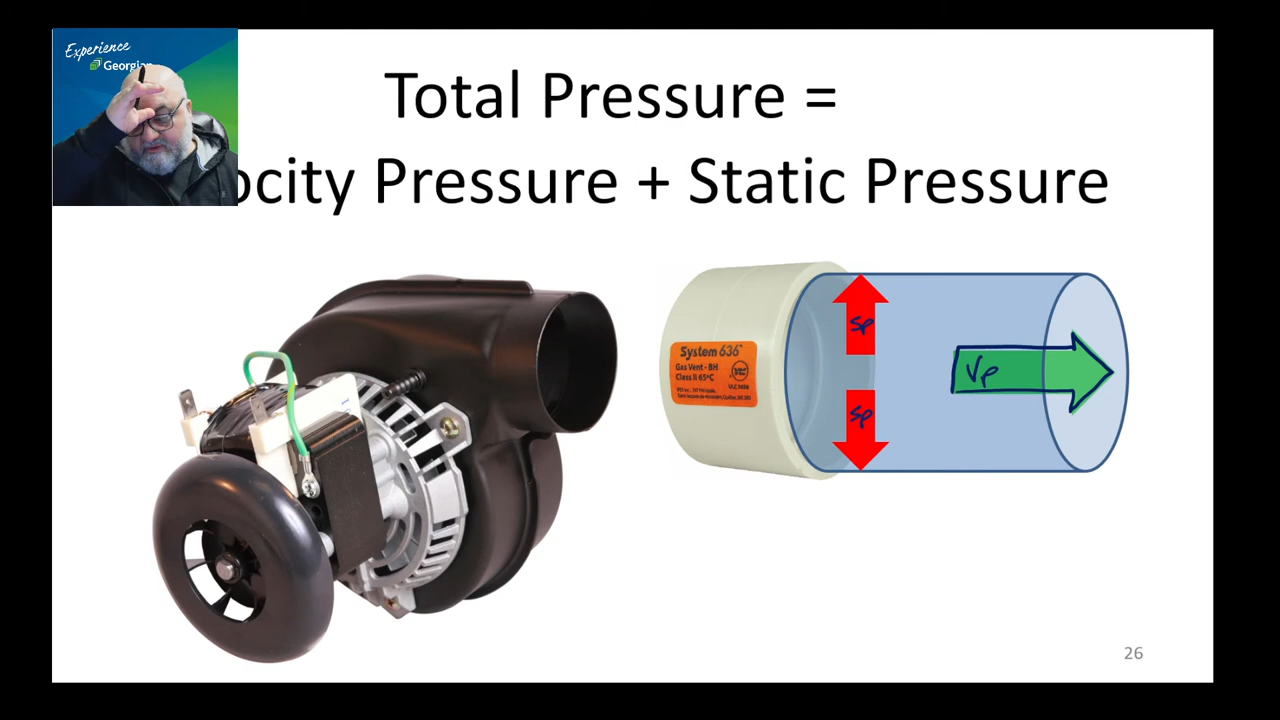 Experience
Total Pressure =
ocity Pressure + Static Pressure
System 636
Gas Vent - BH
Class II 65°C
SP
SP
VP
26